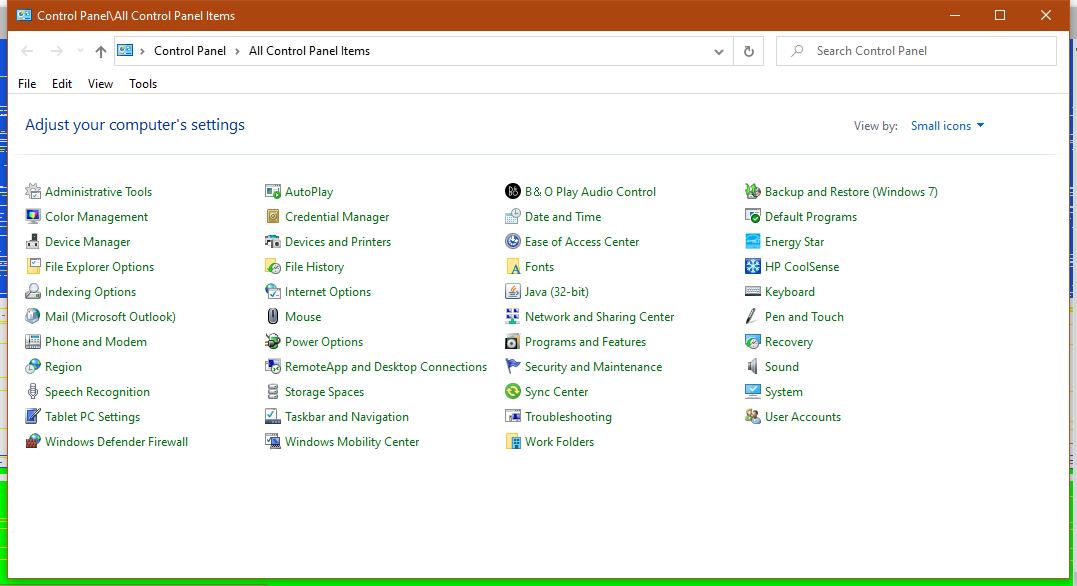 Control Panel\All Control Panel Items
Control Panel > All Control Panel Items
Search Control Panel
File Edit View Tools
Adjust your computer's settings
View by: Small icons
Administrative Tools AutoPlay B & O Play Audio Control Backup and Restore (Windows 7)
Color Management Credential Manager Date and Time Default Programs
Device Manager Devices and Printers Ease of Access Center Energy Star
File Explorer Options File History Fonts HP CoolSense
Indexing Options Internet Options Java (32-bit) Keyboard
Mail (Microsoft Outlook) Mouse Network and Sharing Center Pen and Touch
Phone and Modem Power Options Programs and Features Recovery
Region RemoteApp and Desktop Connections Security and Maintenance Sound
Speech Recognition Storage Spaces Sync Center System
Tablet PC Settings Taskbar and Navigation Troubleshooting User Accounts
Windows Defender Firewall Windows Mobility Center Work Folders